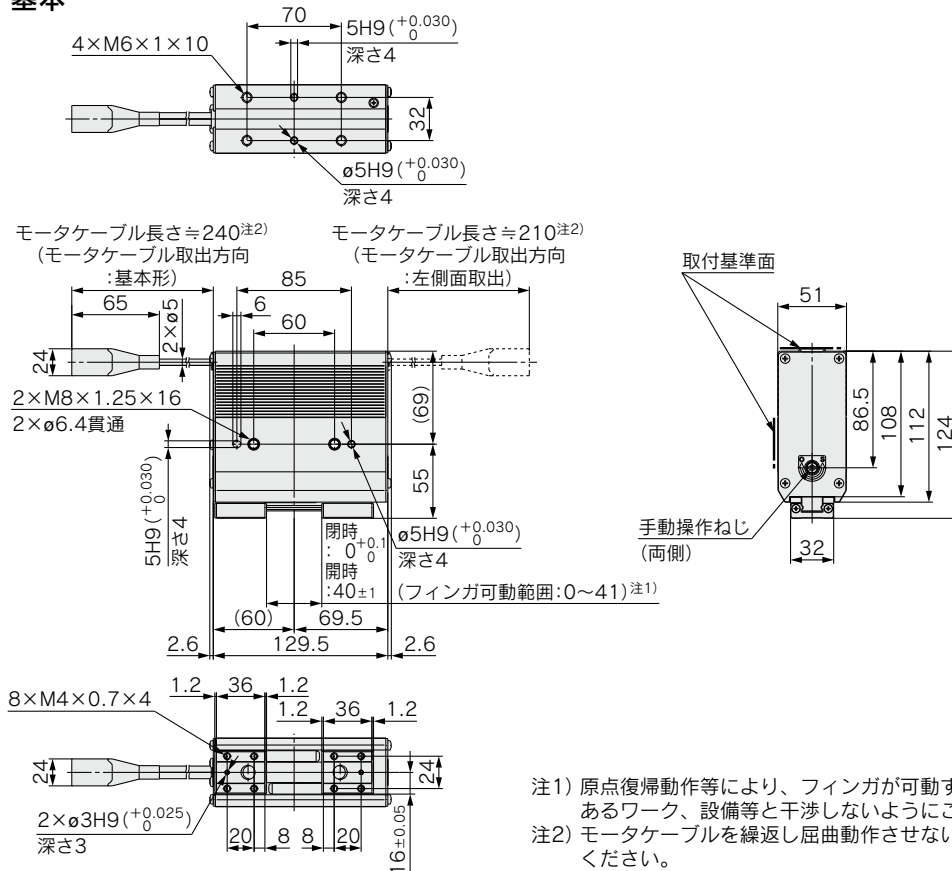 基本
70
5H9(+0.030 0)
深さ4
4×M6×1×10
32
ø5H9(+0.030 0)
深さ4
モータケーブル長さ≒240注2)
(モータケーブル取出方向
:基本形)
モータケーブル長さ≒210注2)
(モータケーブル取出方向
:左側面取出)
85
65
6
2×ø5
60
24
2×M8×1.25×16
2×ø6.4貫通
(69)
55
5H9(+0.030 0)
深さ4
閉時
: 0+0.1 0
開時
:40±1
ø5H9(+0.030 0)
深さ4
(フィンガ可動範囲:0〜41)注1)
(60)
69.5
2.6
129.5
2.6
取付基準面
51
86.5
108
112
124
手動操作ねじ
(両側)
32
8×M4×0.7×4
1.2
36
1.2
1.2
36
1.2
24
24
2×ø3H9(+0.025 0)
深さ3
20
8
8
20
16±0.05
注1) 原点復帰動作等により、フィンガが可動
あるワーク、設備等と干渉しないように
注2) モータケーブルを繰返し屈曲動作させない
ください。